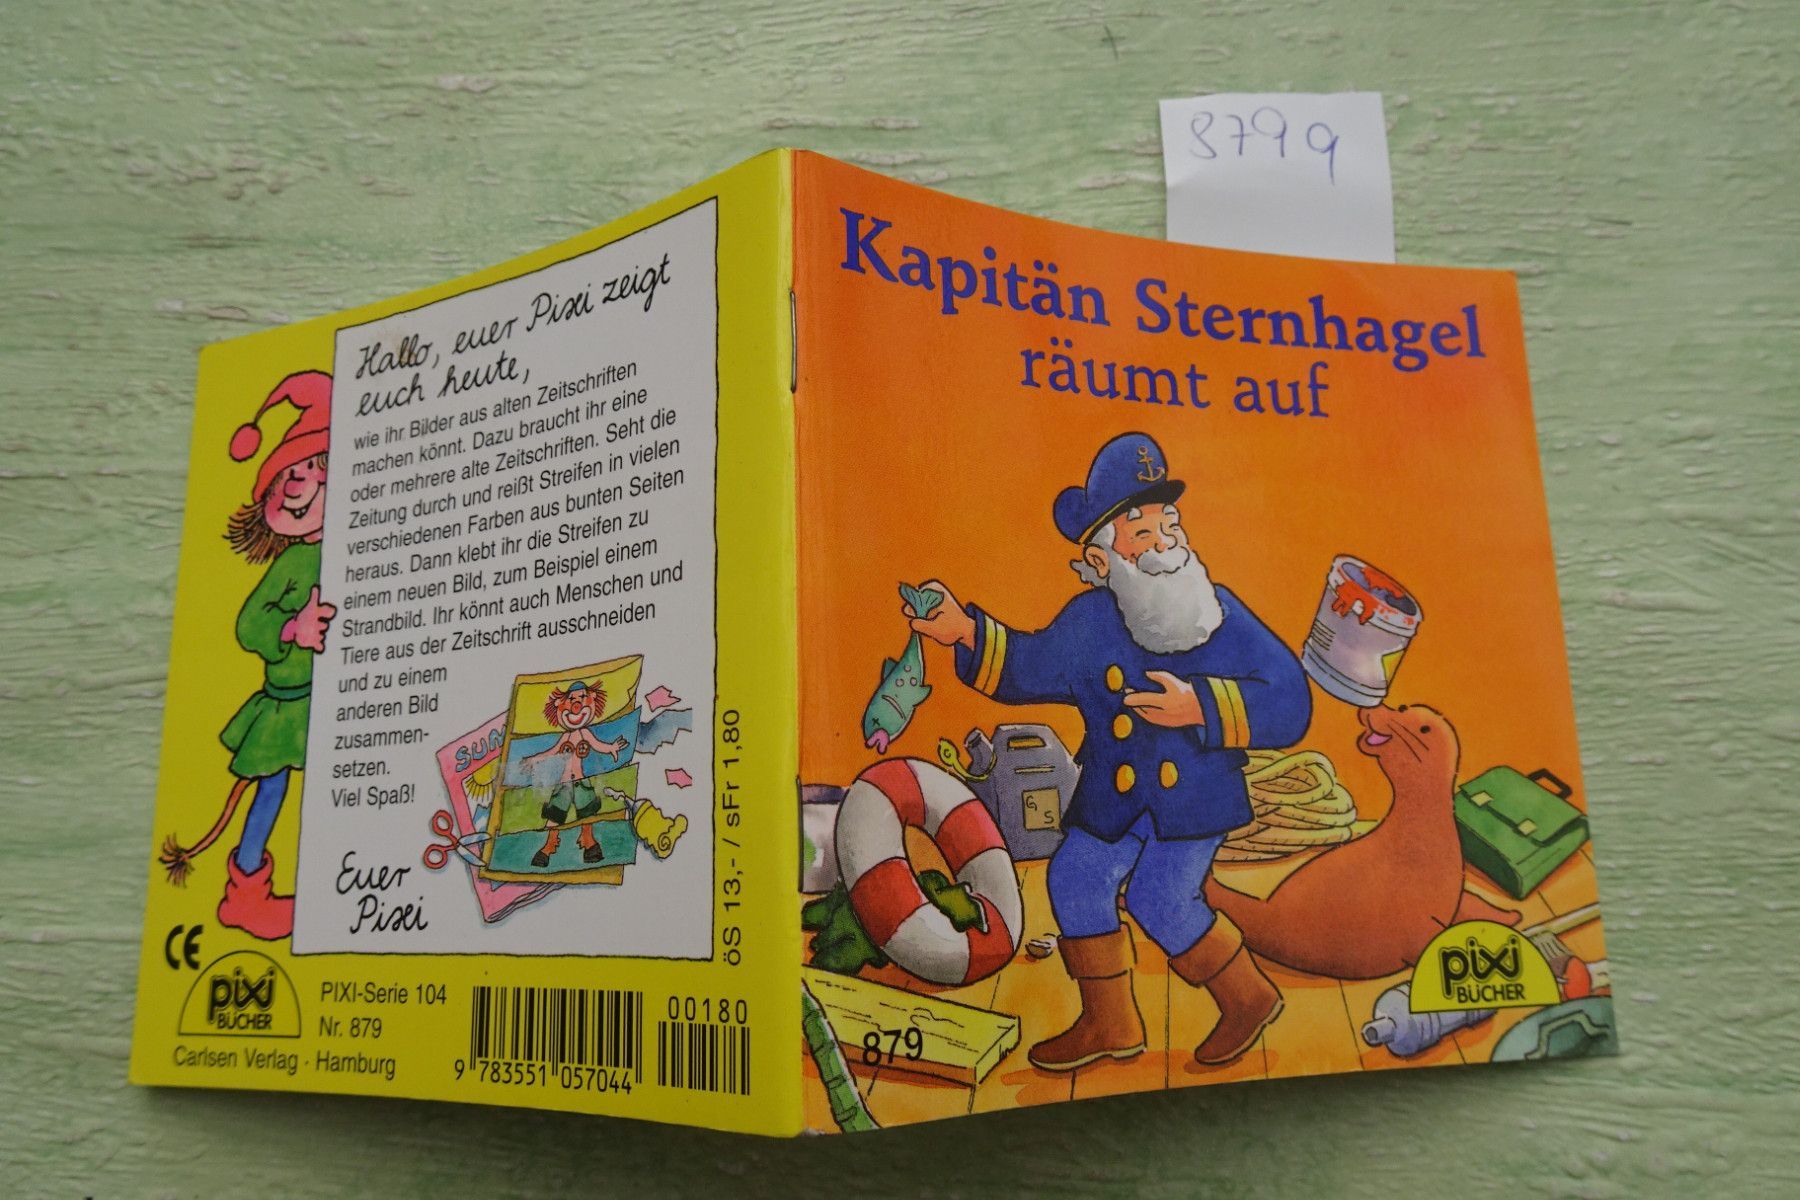 8799
Kapitän Sternhagel
räumt auf
G
S
879
pixi
BÜCHER
Hallo, euer Pixi zeigt
euch heute,
wie ihr Bilder aus alten Zeitschriften
machen könnt. Dazu braucht ihr eine
oder mehrere alte Zeitschriften. Seht die
Zeitung durch und reißt Streifen in vielen
verschiedenen Farben aus bunten Seiten
heraus. Dann klebt ihr die Streifen zu
einem neuen Bild, zum Beispiel einem
Strandbild. Ihr könnt auch Menschen und
Tiere aus der Zeitschrift ausschneiden
und zu einem
anderen Bild
zusammen-
setzen.
Viel Spaß!
SUN
Euer
Pixi
öS 13,- / sFr 1,80
CE
pixi
BÜCHER
PIXI-Serie 104
Nr. 879
Carlsen Verlag · Hamburg
00180
9 783551 057044